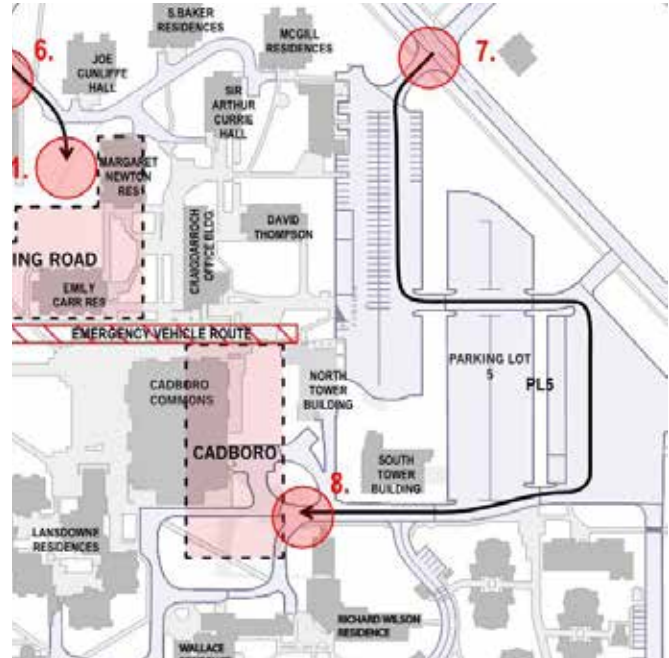 S.BAKER
RESIDENCES
MCGILL
RESIDENCES
6.
7.
JOE
CUNLIFFE
HALL
SIR
ARTHUR
CURRIE
HALL
1.
MARGARET
NEWTON
RES
CRAIGDARROCH
OFFICE BLDG.
DAVID
THOMPSON
ING ROAD
EMILY
CARR RES
EMERGENCY VEHICLE ROUTE
PARKING LOT
5
PL5
CADBORO
COMMONS
NORTH
TOWER
BUILDING
CADBORO
SOUTH
TOWER
BUILDING
8.
LANSDOWNE
RESIDENCES
RICHARD WILSON
RESIDENCE
WALLACE